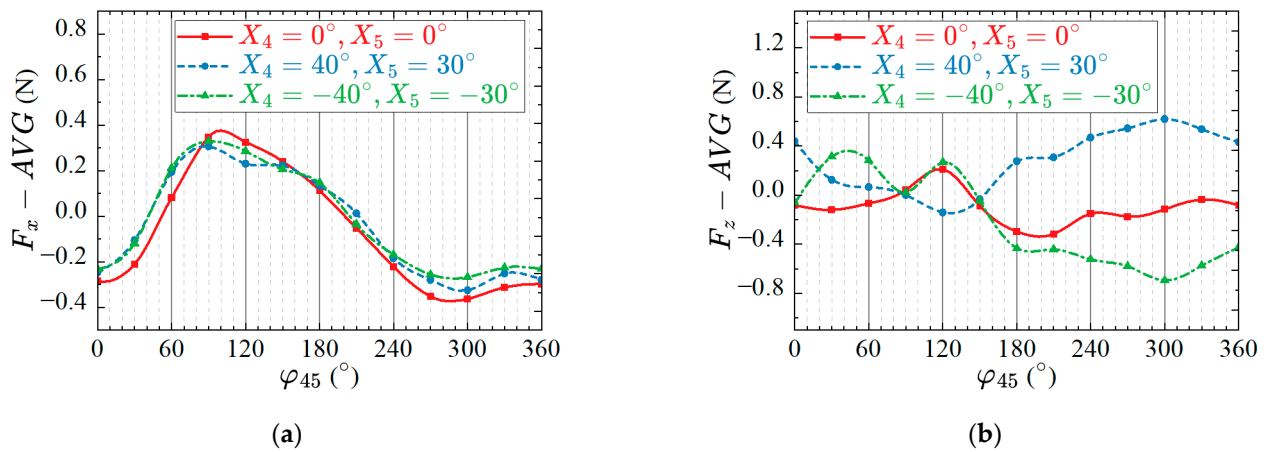 0.8
0.6
0.4
0.2
0.0
−0.2
−0.4
F_x − AVG (N)
X_4 = 0°, X_5 = 0°
X_4 = 40°, X_5 = 30°
X_4 = −40°, X_5 = −30°
0 60 120 180 240 300 360
φ_45 (°)
(a)
1.2
0.8
0.4
0.0
−0.4
−0.8
F_z − AVG (N)
X_4 = 0°, X_5 = 0°
X_4 = 40°, X_5 = 30°
X_4 = −40°, X_5 = −30°
0 60 120 180 240 300 360
φ_45 (°)
(b)